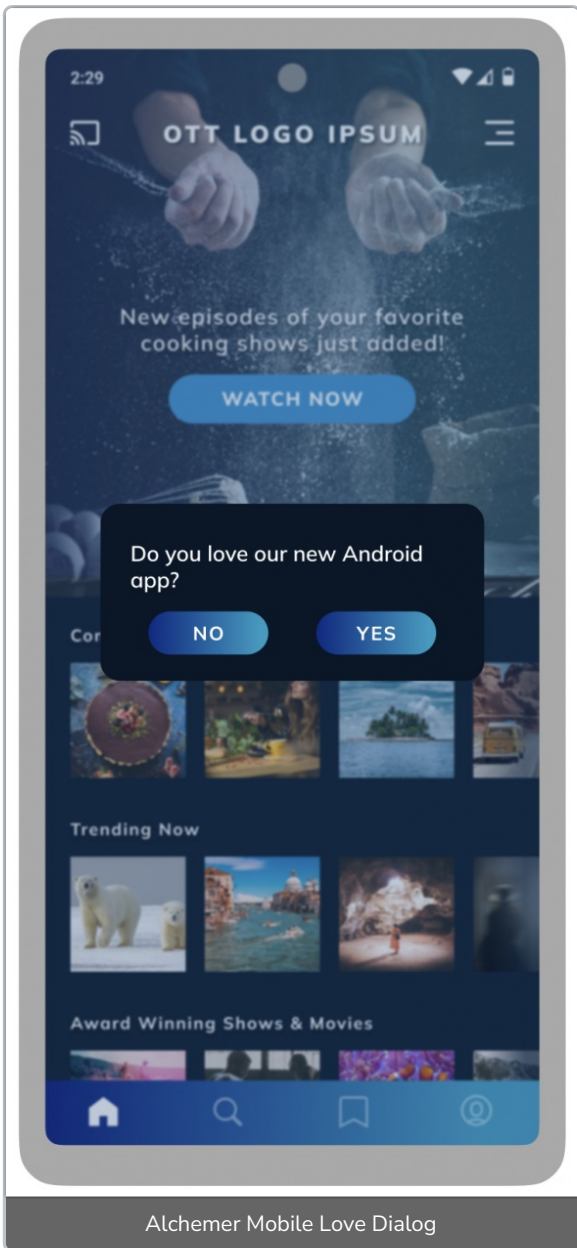 2:29
OTT LOGO IPSUM
New episodes of your favorite
cooking shows just added!
WATCH NOW
Do you love our new Android
app?
NO
YES
Trending Now
Award Winning Shows & Movies
Alchemer Mobile Love Dialog